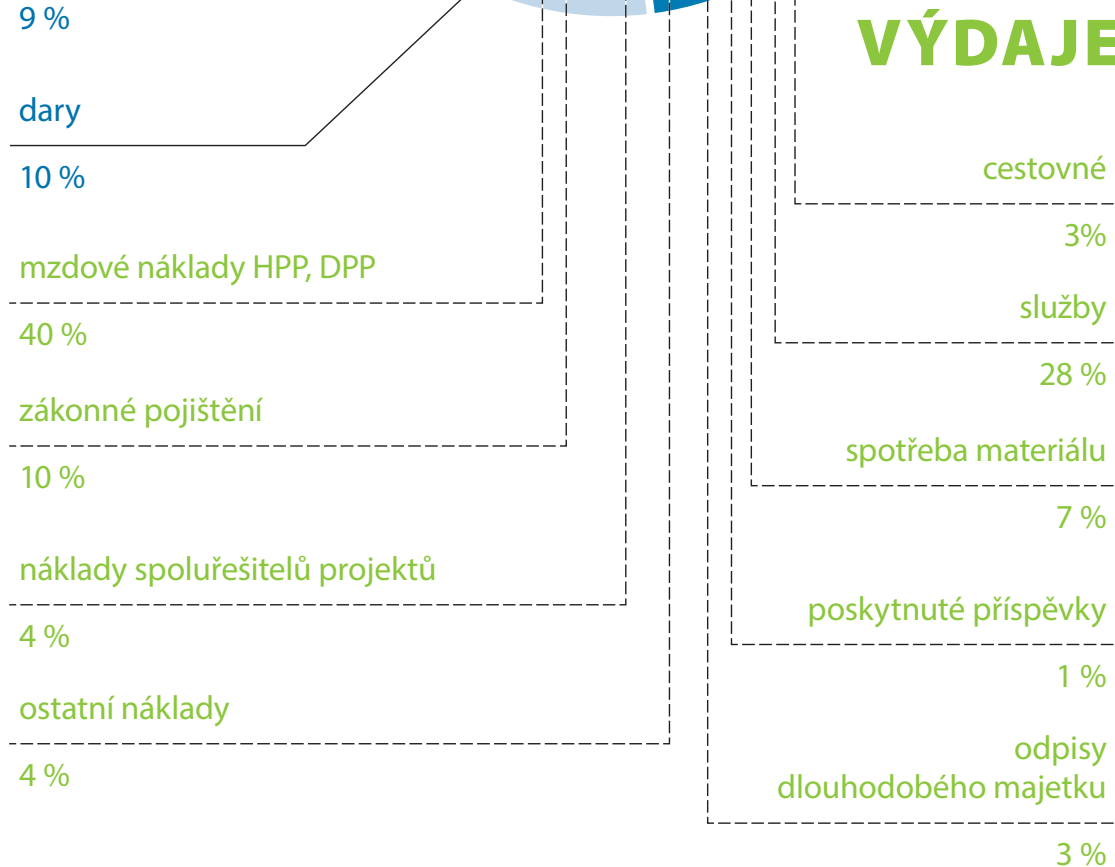 9 %
dary
10 %
mzdové náklady HPP, DPP
40 %
zákonné pojištění
10 %
náklady spoluřešitelů projektů
4 %
ostatní náklady
4 %
VÝDAJE
cestovné
3%
služby
28 %
spotřeba materiálu
7 %
poskytnuté příspěvky
1 %
odpisy
dlouhodobého majetku
3 %